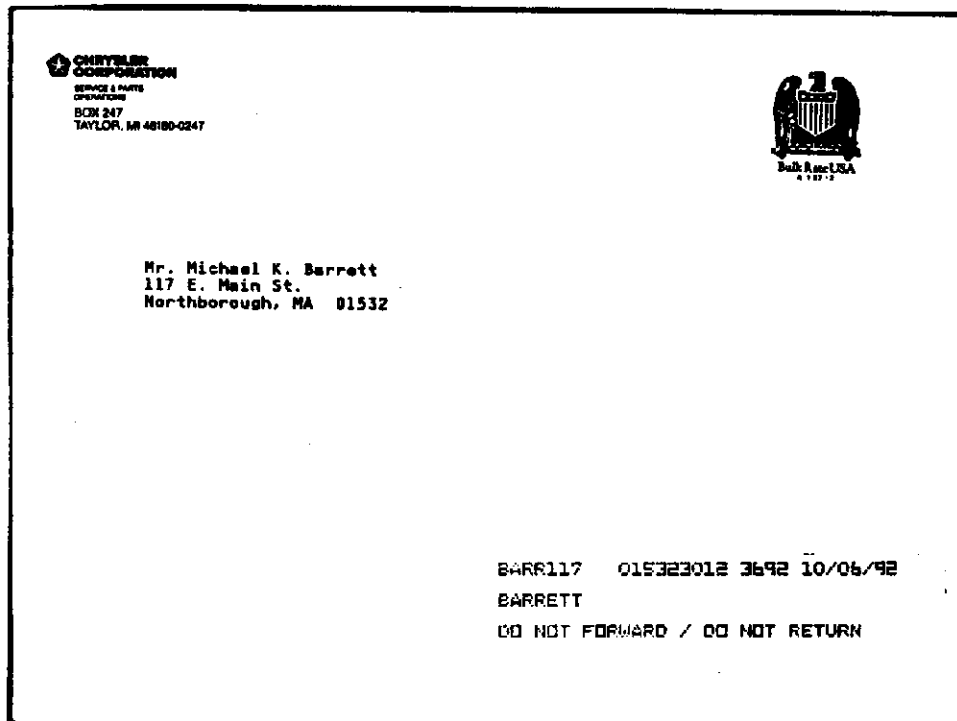 CHRYSLER
CORPORATION
SERVICE & PARTS
OPERATIONS
BOX 247
TAYLOR, MI 48180-0247
Bulk Rate USA
Mr. Michael K. Barrett
117 E. Main St.
Northborough, MA 01532
BARR117 015323012 3692 10/06/92
BARRETT
DO NOT FORWARD / DO NOT RETURN